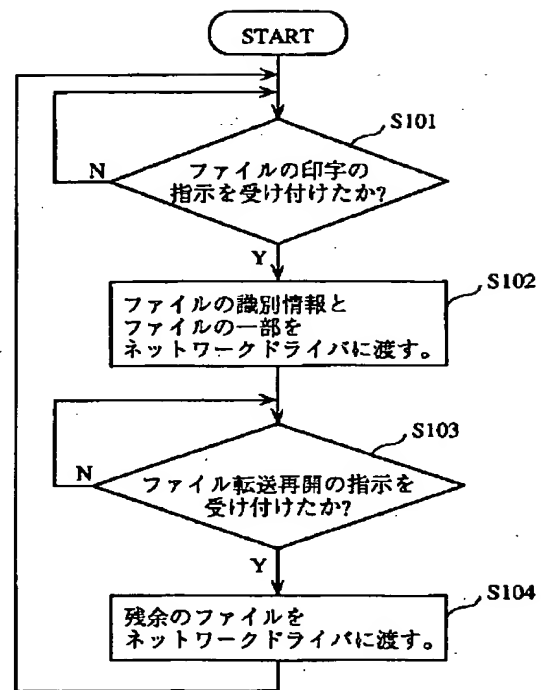 START
S101
ファイルの印字の
指示を受け付けたか?
N
Y
S102
ファイルの識別情報と
ファイルの一部を
ネットワークドライバに渡す。
S103
ファイル転送再開の指示を
受け付けたか?
N
Y
S104
残余のファイルを
ネットワークドライバに渡す。